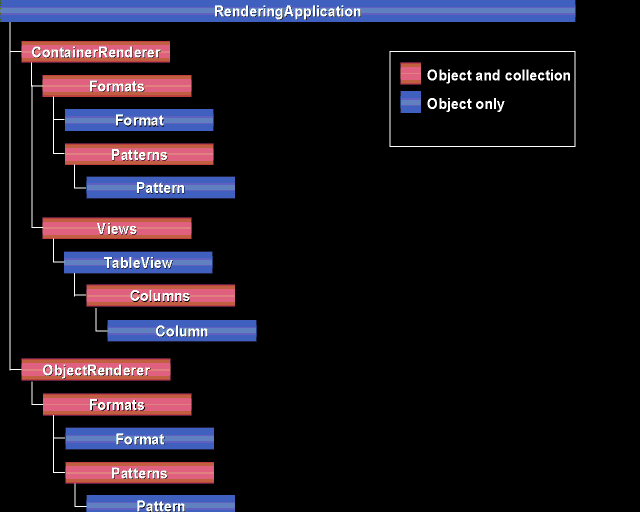 RenderingApplication
ContainerRenderer
Object and collection
Formats
Object only
Format
Patterns
Pattern
Views
TableView
Columns
Column
ObjectRenderer
Formats
Format
Patterns
Pattern